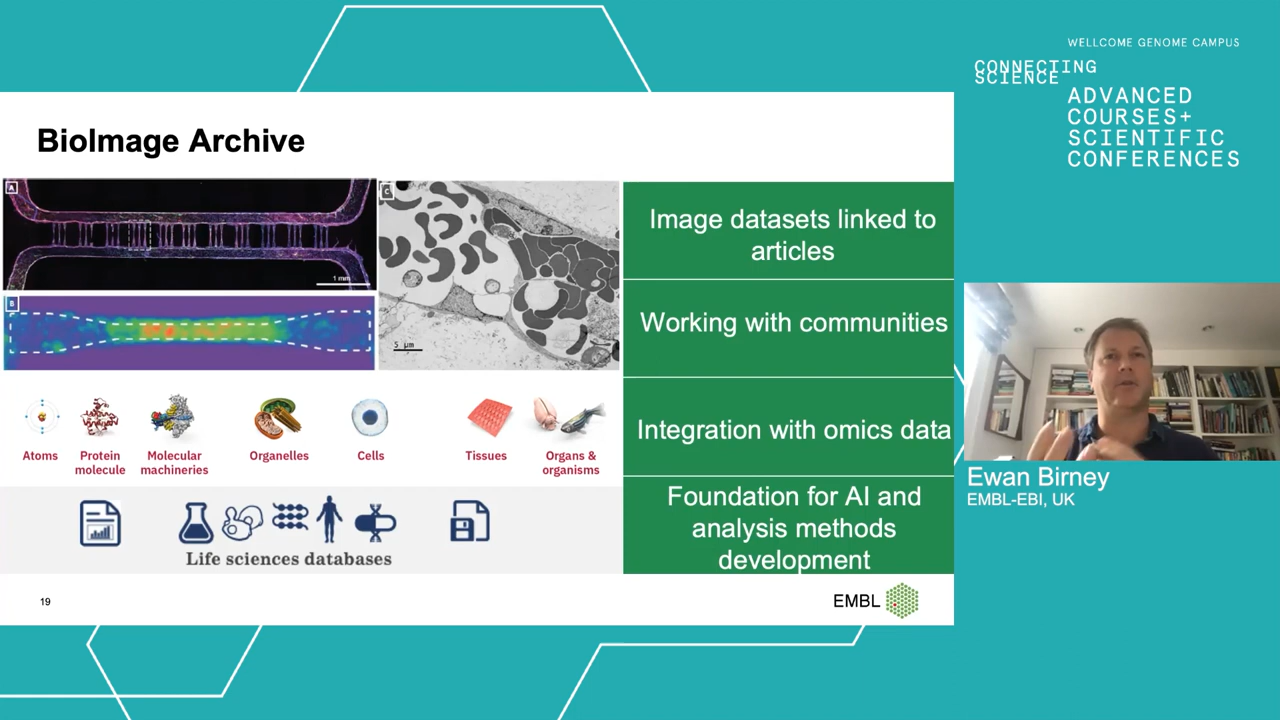 WELLCOME GENOME CAMPUS
CONNECTING
SCIENCE
ADVANCED
COURSES+
SCIENTIFIC
CONFERENCES
BioImage Archive
A
1 mm
B
C
5 µm
Image datasets linked to
articles
Working with communities
Integration with omics data
Foundation for AI and
analysis methods
development
Atoms
Protein
molecule
Molecular
machineries
Organelles
Cells
Tissues
Organs &
organisms
Life sciences databases
19
EMBL
Ewan Birney
EMBL-EBI, UK